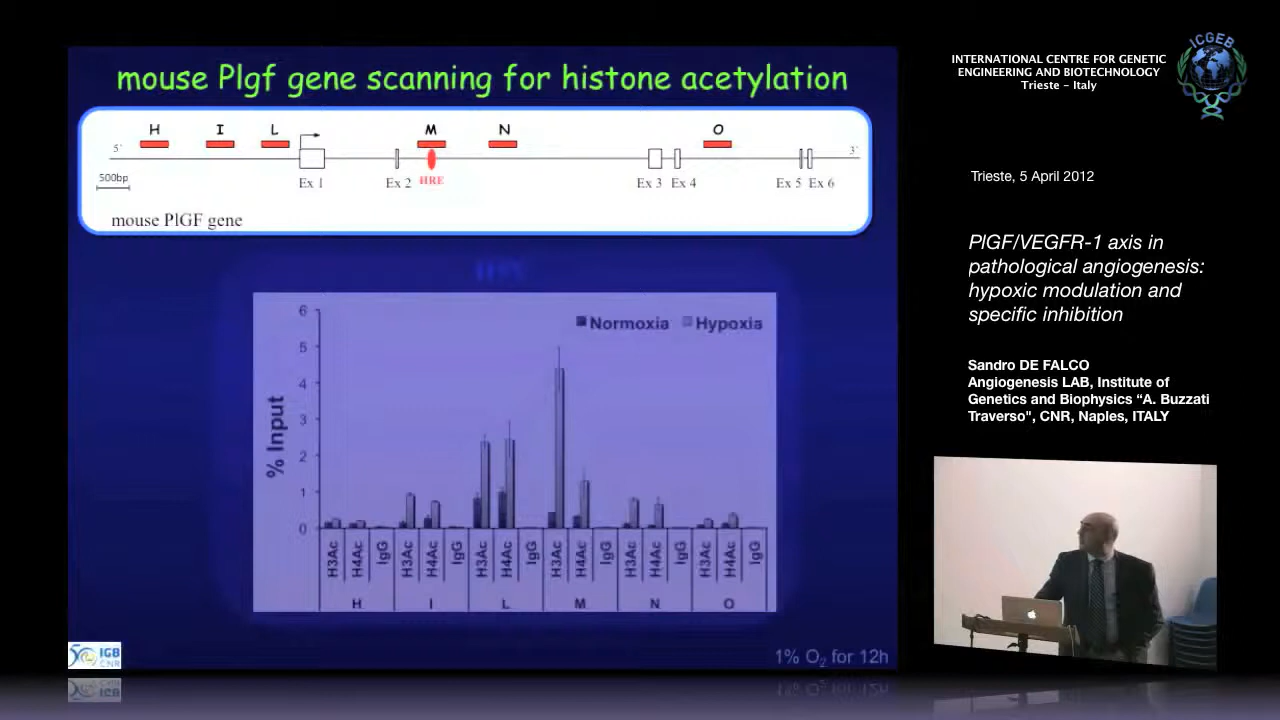 mouse Plgf gene scanning for histone acetylation
H I L M N O
5' 3'
500bp
Ex 1 Ex 2 HRE Ex 3 Ex 4 Ex 5 Ex 6
mouse PlGF gene
% Input
6
5
4
3
2
1
0
Normoxia Hypoxia
H3Ac H4Ac IgG H3Ac H4Ac IgG H3Ac H4Ac IgG H3Ac H4Ac IgG H3Ac H4Ac IgG H3Ac H4Ac IgG
H I L M N O
50 IGB
CNR
1% O₂ for 12h
INTERNATIONAL CENTRE FOR GENETIC
ENGINEERING AND BIOTECHNOLOGY
Trieste - Italy
ICGEB
Trieste, 5 April 2012
PlGF/VEGFR-1 axis in
pathological angiogenesis:
hypoxic modulation and
specific inhibition
Sandro DE FALCO
Angiogenesis LAB, Institute of
Genetics and Biophysics “A. Buzzati
Traverso", CNR, Naples, ITALY